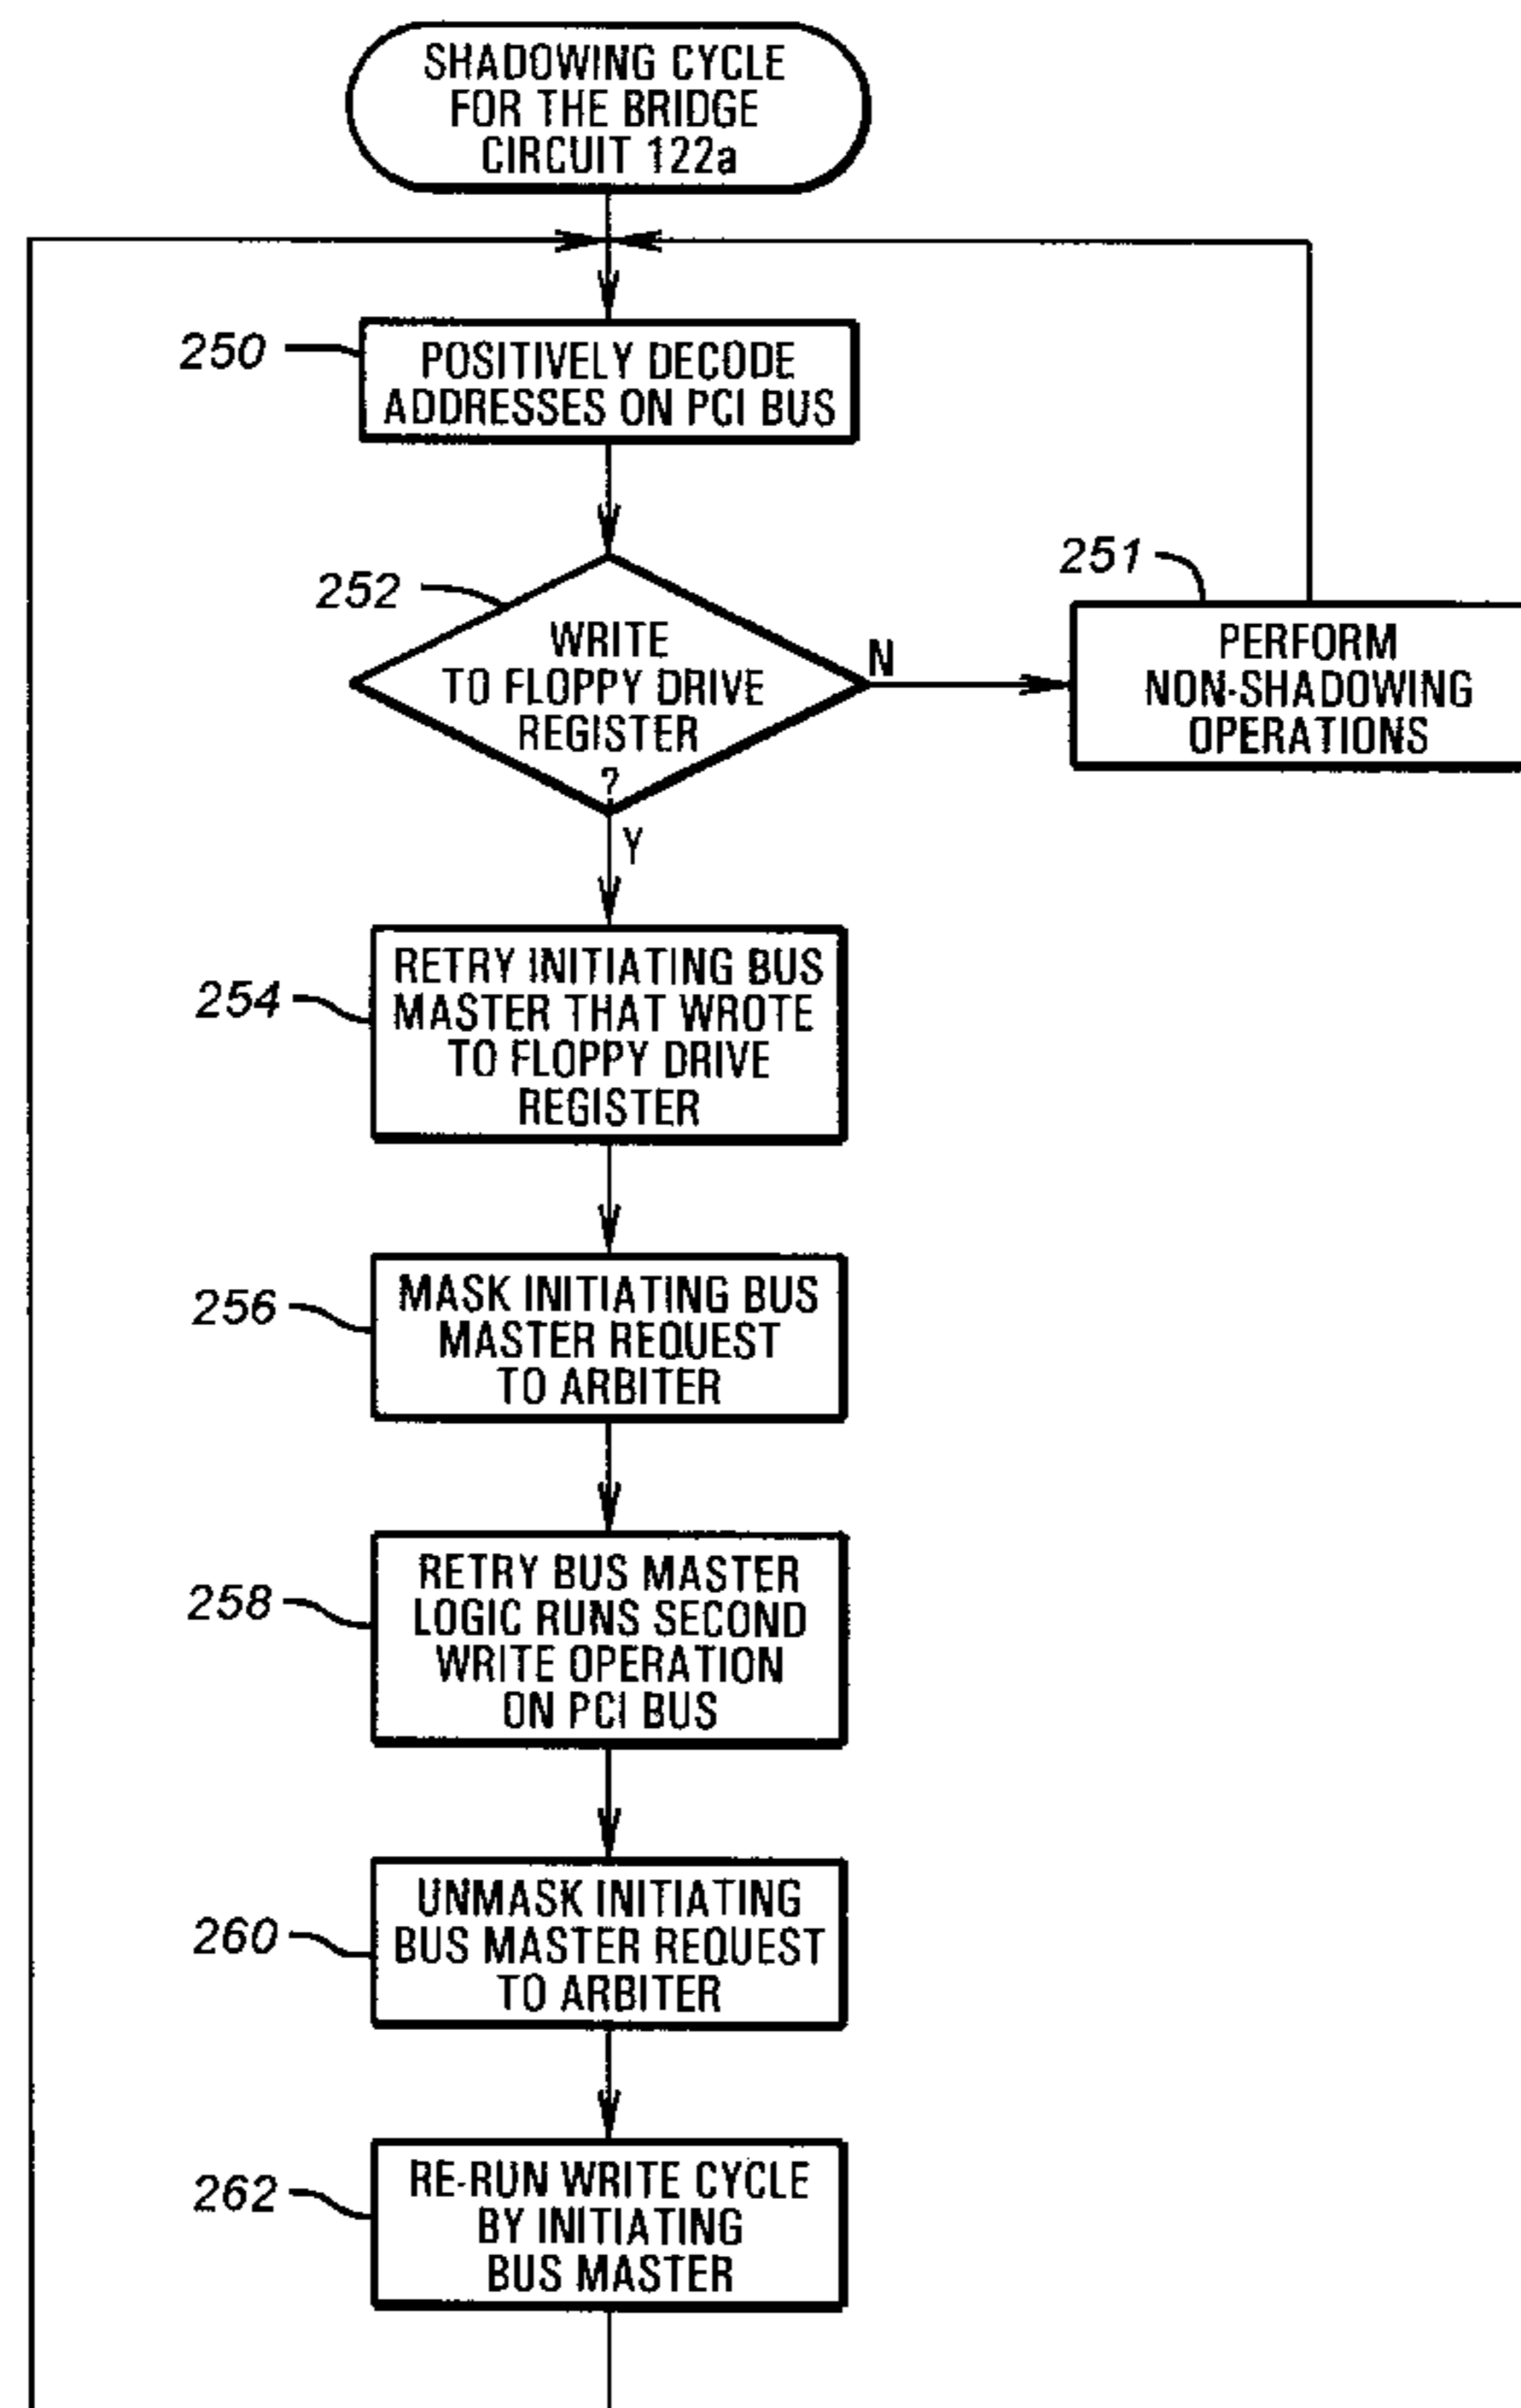 SHADOWING CYCLE
FOR THE BRIDGE
CIRCUIT 122a
250
POSITIVELY DECODE
ADDRESSES ON PCI BUS
252
WRITE
TO FLOPPY DRIVE
REGISTER
?
N
Y
251
PERFORM
NON-SHADOWING
OPERATIONS
254
RETRY INITIATING BUS
MASTER THAT WROTE
TO FLOPPY DRIVE
REGISTER
256
MASK INITIATING BUS
MASTER REQUEST
TO ARBITER
258
RETRY BUS MASTER
LOGIC RUNS SECOND
WRITE OPERATION
ON PCI BUS
260
UNMASK INITIATING
BUS MASTER REQUEST
TO ARBITER
262
RE-RUN WRITE CYCLE
BY INITIATING
BUS MASTER